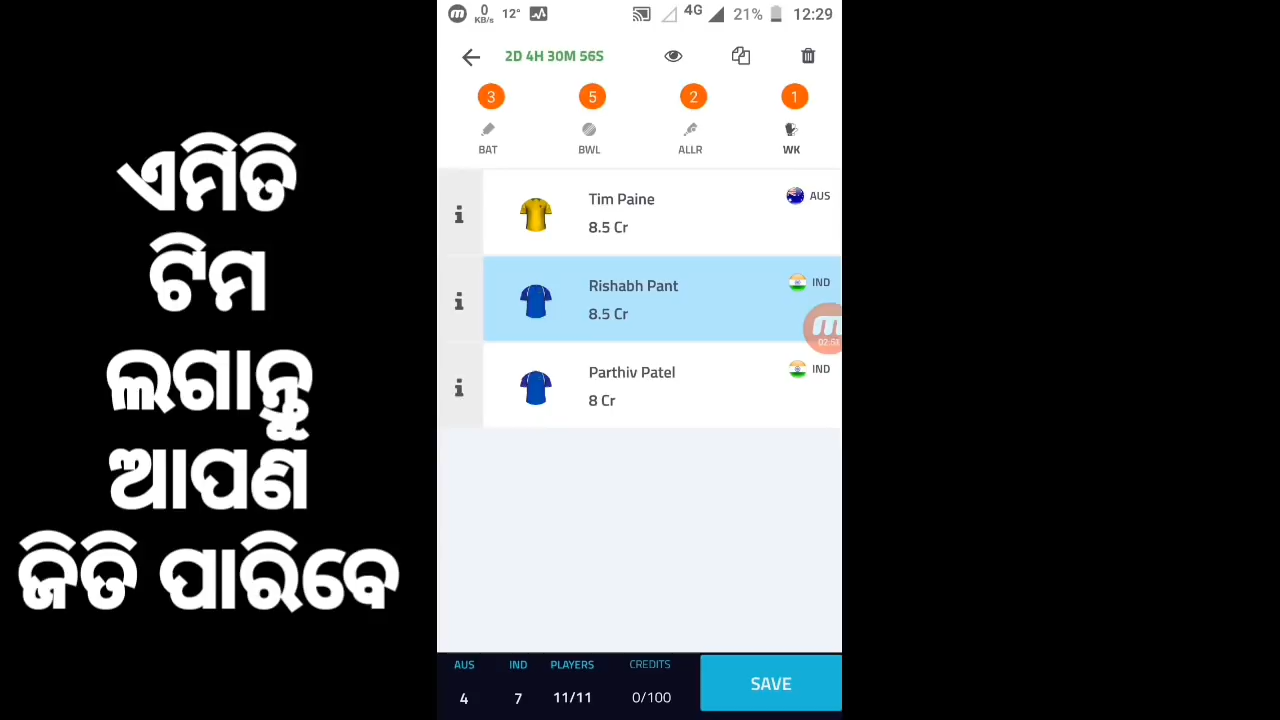 ଏମିତି
ଟିମ
ଲଗାନ୍ତୁ
ଆପଣ
ଜିତି ପାରିବେ
0 KB/s 12° 4G 21% 12:29
2D 4H 30M 56S
3 5 2 1
BAT BWL ALLR WK
Tim Paine AUS
8.5 Cr
Rishabh Pant IND
8.5 Cr
02:58
Parthiv Patel IND
8 Cr
AUS IND PLAYERS CREDITS
4 7 11/11 0/100
SAVE